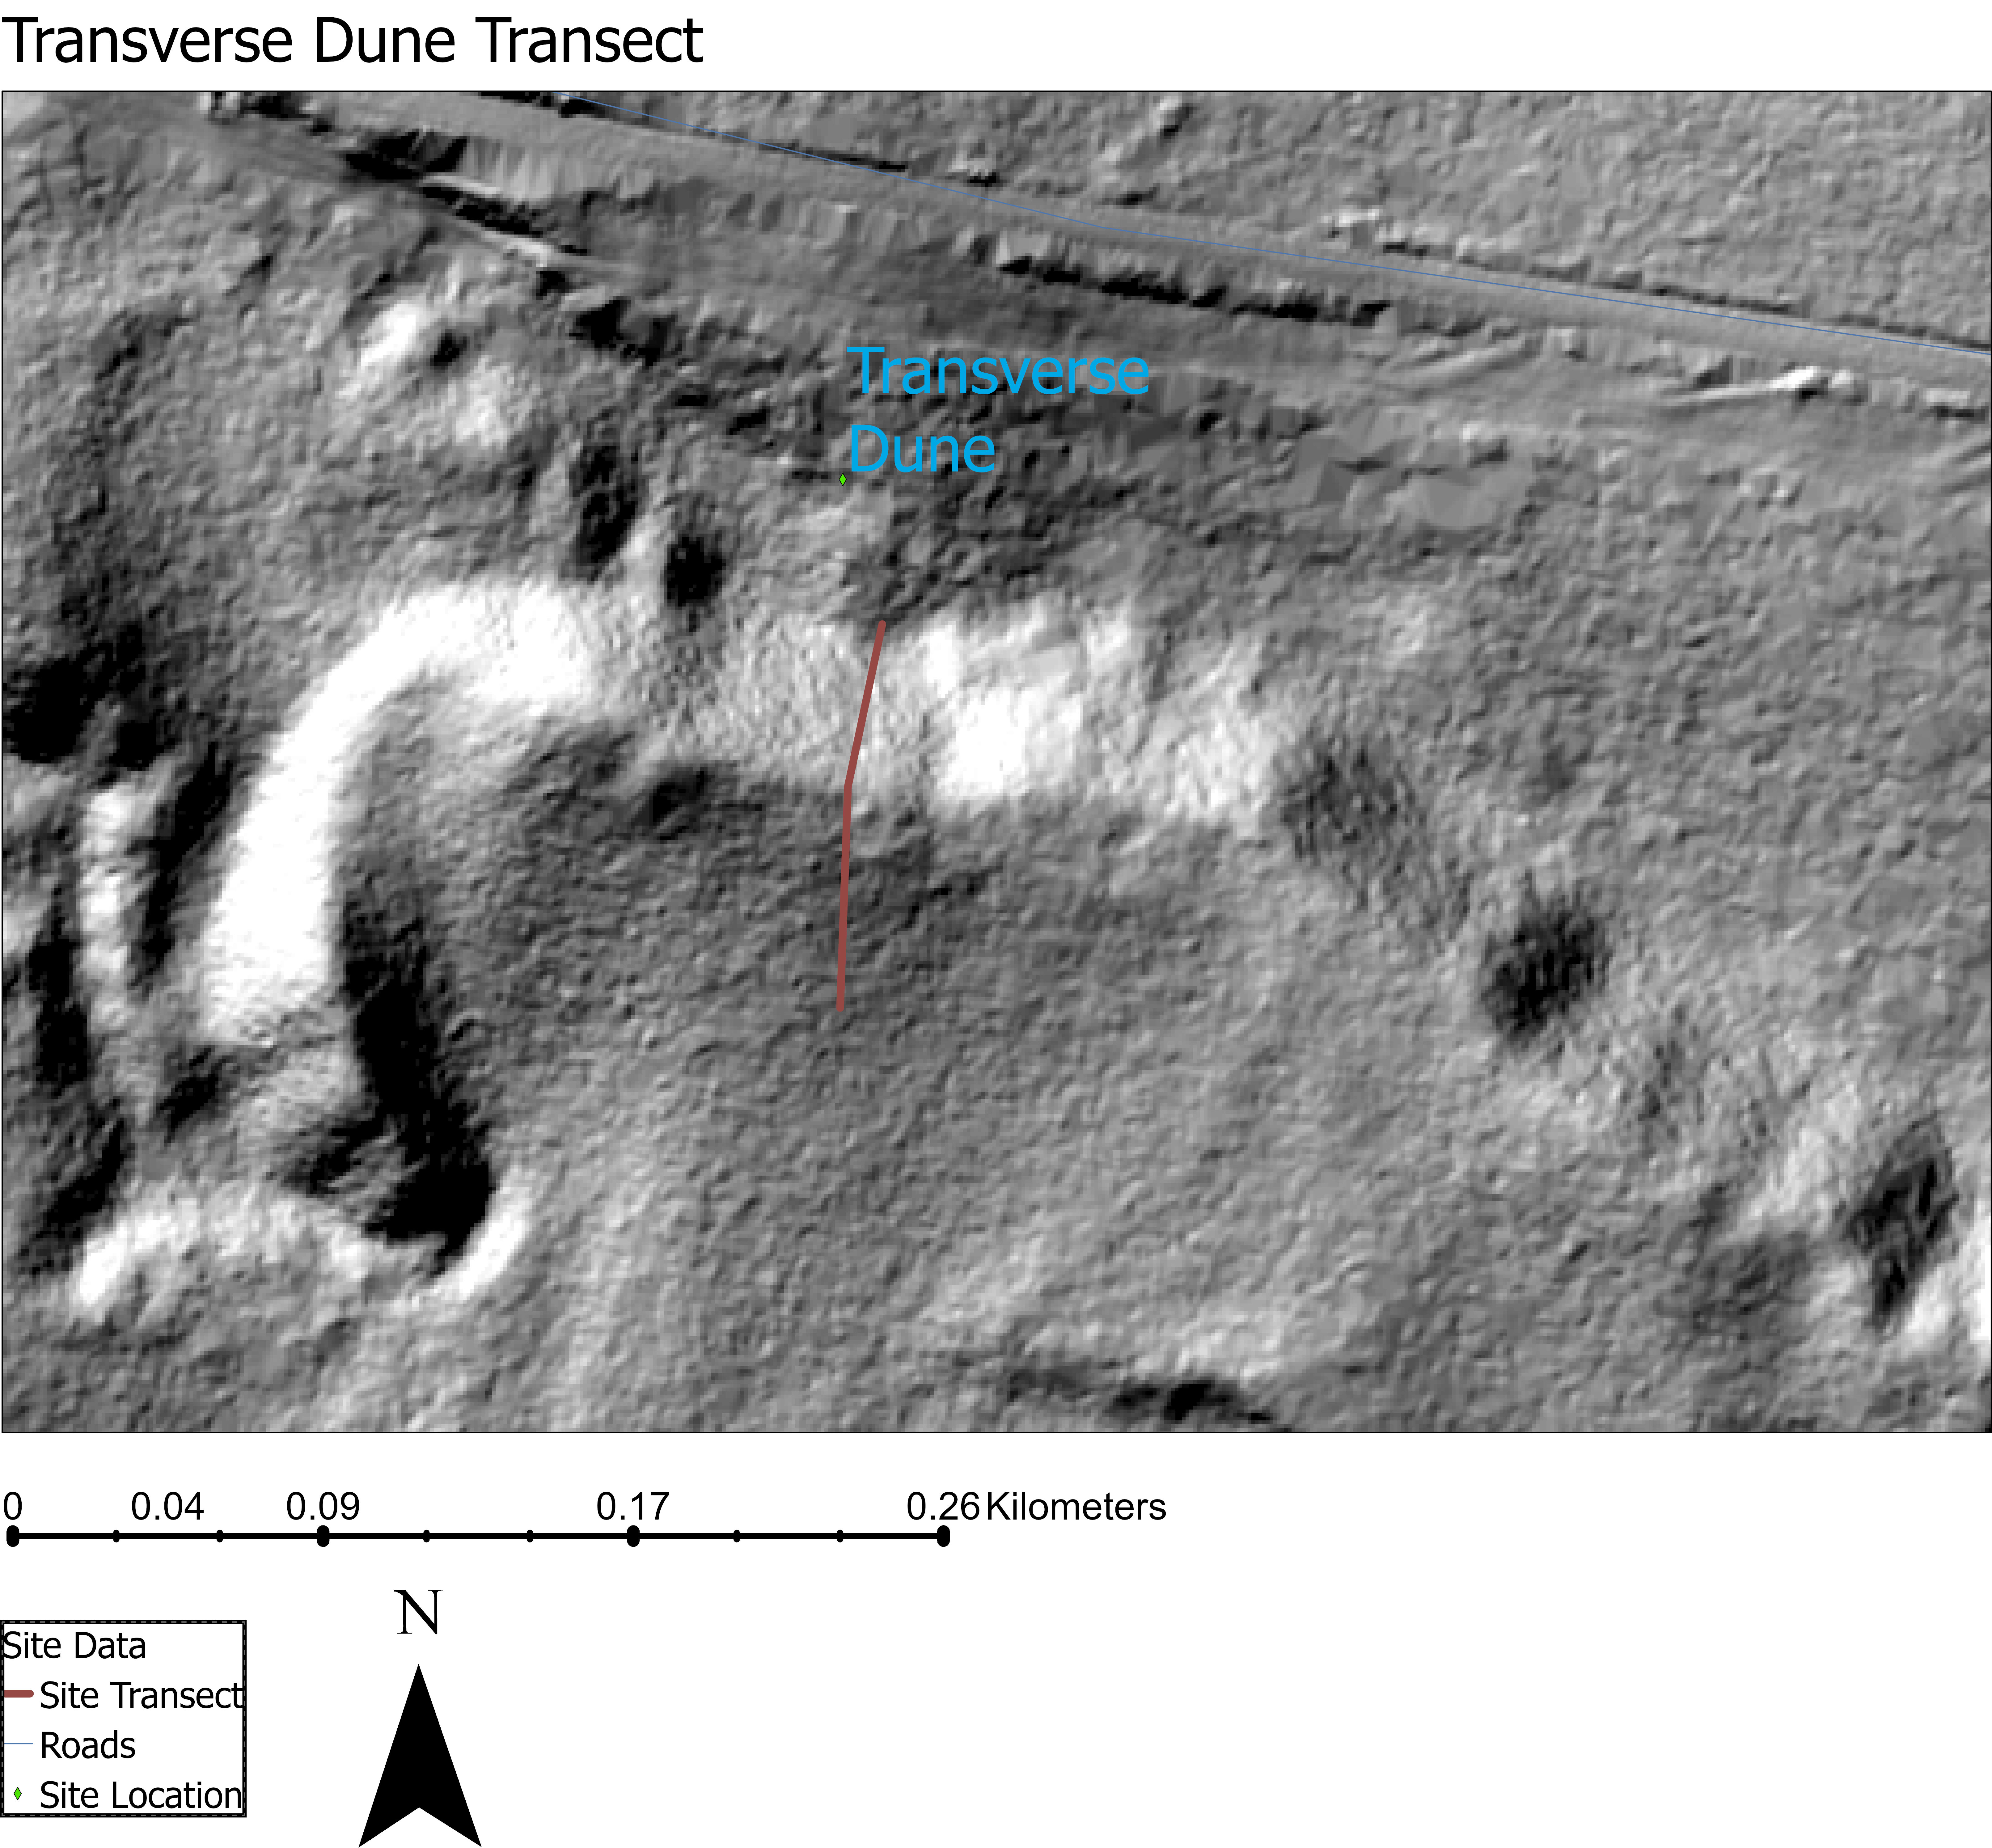 Transverse Dune Transect
Transverse
Dune
0 0.04 0.09 0.17 0.26 Kilometers
N
Site Data
Site Transect
Roads
Site Location